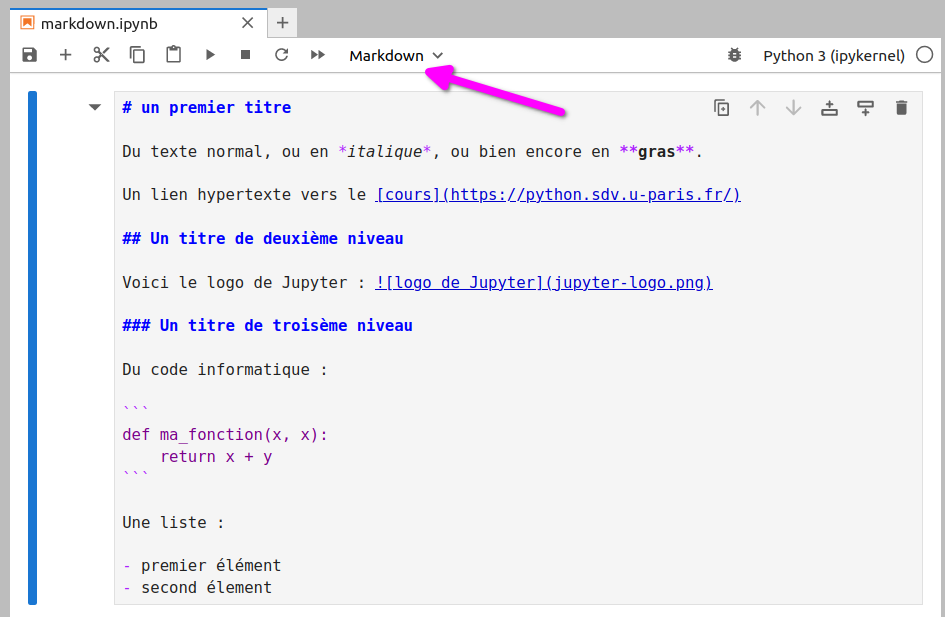 markdown.ipynb
Markdown
Python 3 (ipykernel)
# un premier titre
Du texte normal, ou en *italique*, ou bien encore en **gras**.
Un lien hypertexte vers le [cours](https://python.sdv.u-paris.fr/)
## Un titre de deuxième niveau
Voici le logo de Jupyter : ![logo de Jupyter](jupyter-logo.png)
### Un titre de troisème niveau
Du code informatique :
```
def ma_fonction(x, x):
    return x + y
```
Une liste :
- premier élément
- second élement